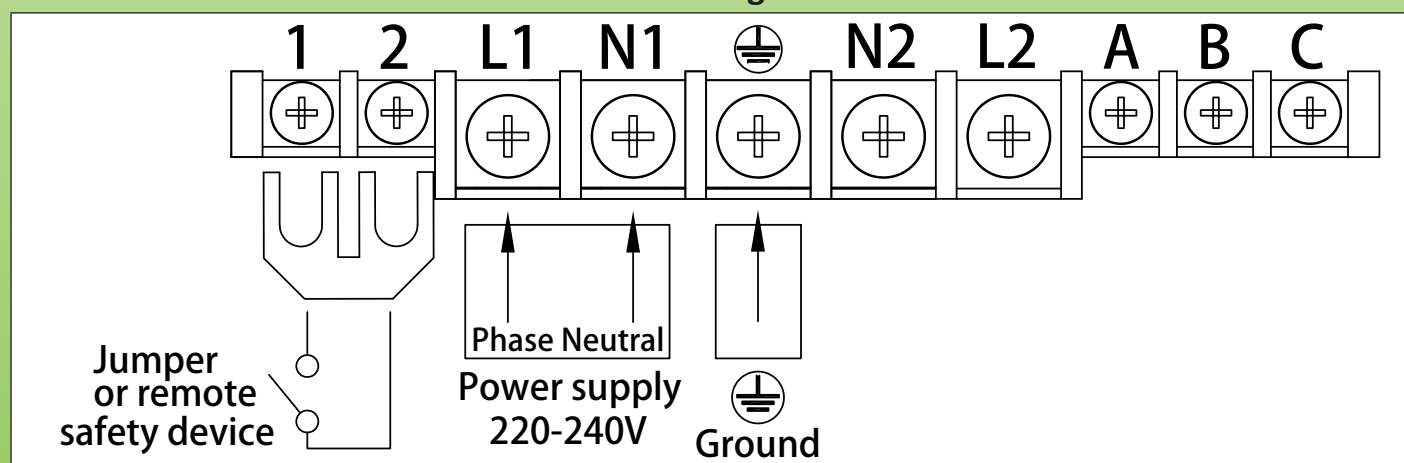 1 2 L1 N1 N2 L2 A B C
Phase Neutral
Jumper
or remote
safety device
Power supply
220-240V
Ground